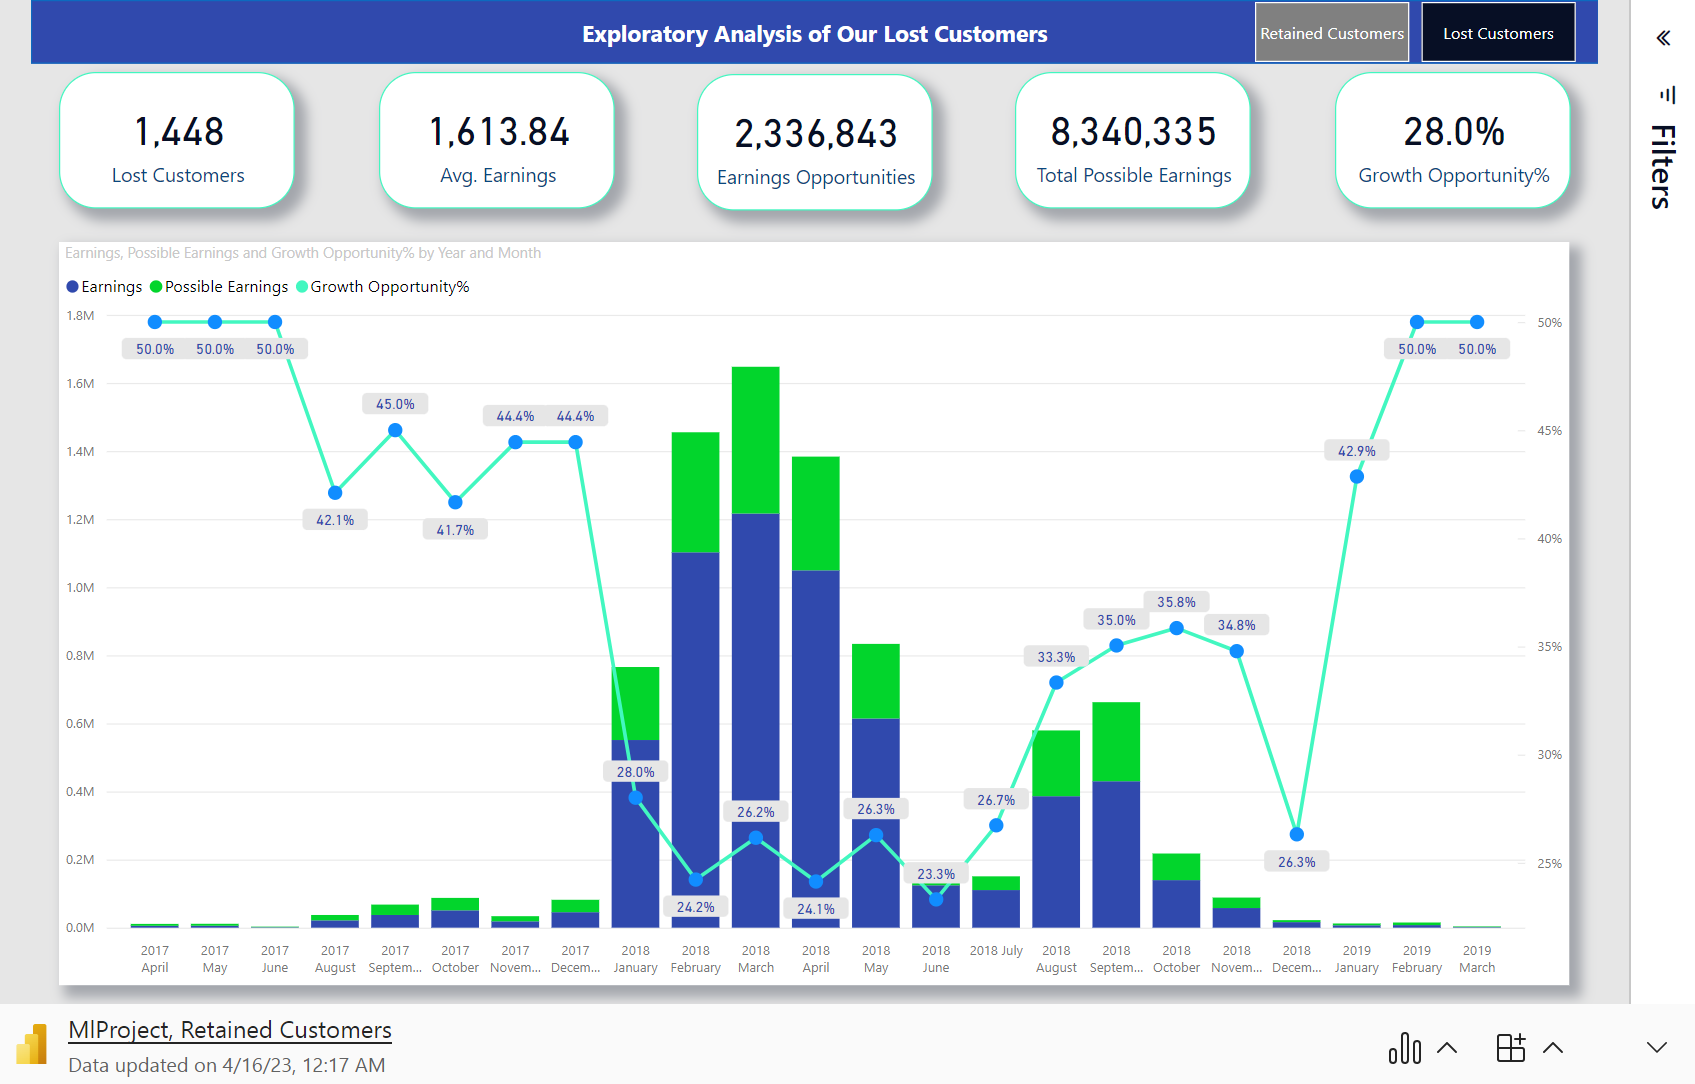 Exploratory Analysis of Our Lost Customers
Retained Customers
Lost Customers
Filters
1,448
Lost Customers
1,613.84
Avg. Earnings
2,336,843
Earnings Opportunities
8,340,335
Total Possible Earnings
28.0%
Growth Opportunity%
Earnings, Possible Earnings and Growth Opportunity% by Year and Month
Earnings Possible Earnings Growth Opportunity%
1.8M
1.6M
1.4M
1.2M
1.0M
0.8M
0.6M
0.4M
0.2M
0.0M
50%
45%
40%
35%
30%
25%
50.0% 50.0% 50.0%
42.1%
45.0%
41.7%
44.4% 44.4%
28.0%
24.2%
26.2%
24.1%
26.3%
23.3%
26.7%
33.3%
35.0%
35.8%
34.8%
26.3%
42.9%
50.0% 50.0%
2017 April
2017 May
2017 June
2017 August
2017 Septem...
2017 October
2017 Novem...
2017 Decem...
2018 January
2018 February
2018 March
2018 April
2018 May
2018 June
2018 July
2018 August
2018 Septem...
2018 October
2018 Novem...
2018 Decem...
2019 January
2019 February
2019 March
MlProject, Retained Customers
Data updated on 4/16/23, 12:17 AM